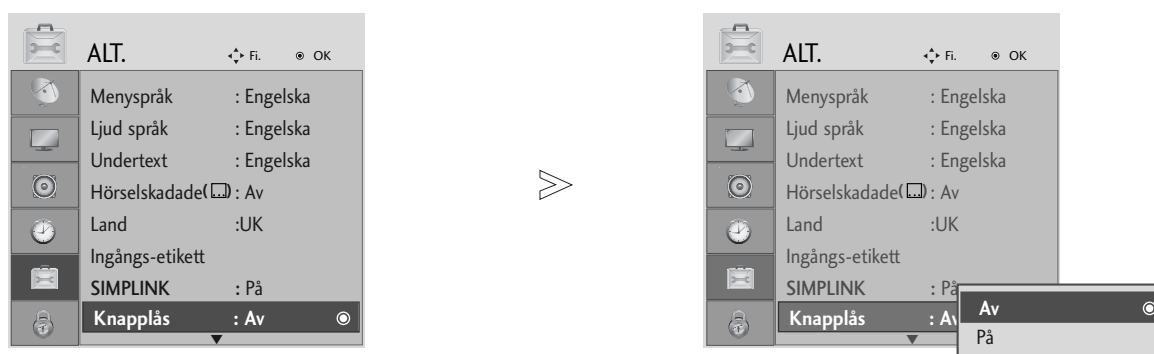 ALT. Fi. OK
Menyspråk : Engelska
Ljud språk : Engelska
Undertext : Engelska
Hörselskadade( ) : Av
Land :UK
Ingångs-etikett
SIMPLINK : På
Knapplås : Av
ALT. Fi. OK
Menyspråk : Engelska
Ljud språk : Engelska
Undertext : Engelska
Hörselskadade( ) : Av
Land :UK
Ingångs-etikett
SIMPLINK : På
Knapplås : Av
Av
På